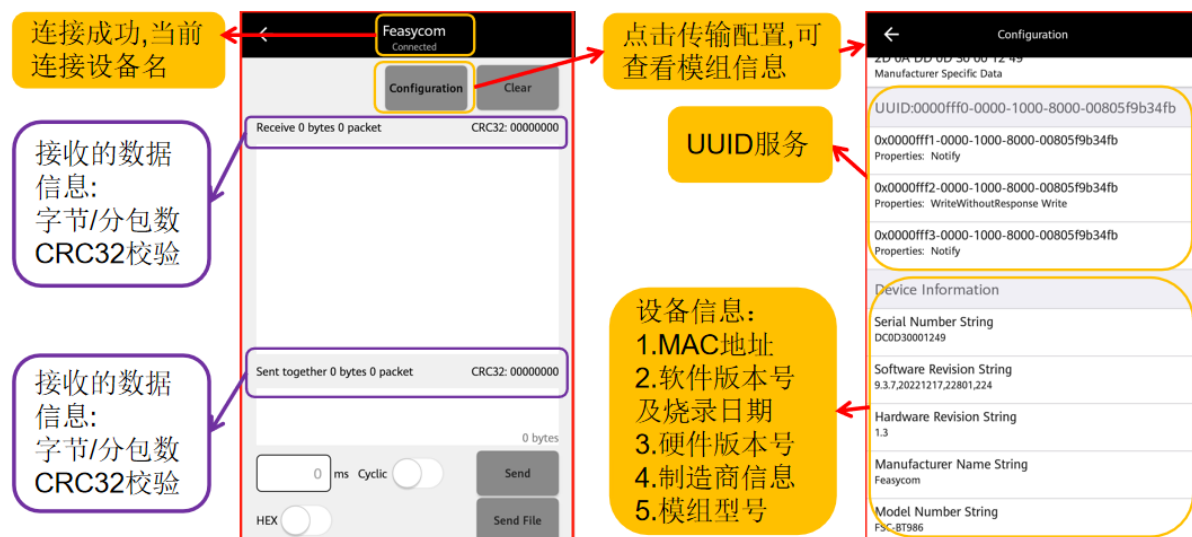 连接成功,当前
连接设备名
Feasycom
Connected
Configuration
Clear
Receive 0 bytes 0 packet
CRC32: 00000000
接收的数据
信息:
字节/分包数
CRC32校验
Sent together 0 bytes 0 packet
CRC32: 00000000
接收的数据
信息:
字节/分包数
CRC32校验
0 bytes
0
ms
Cyclic
Send
HEX
Send File
点击传输配置,可
查看模组信息
UUID服务
设备信息:
1.MAC地址
2.软件版本号
及烧录日期
3.硬件版本号
4.制造商信息
5.模组型号
Configuration
2D 0A DD 0D 30 00 12 49
Manufacturer Specific Data
UUID:0000fff0-0000-1000-8000-00805f9b34fb
0x0000fff1-0000-1000-8000-00805f9b34fb
Properties: Notify
0x0000fff2-0000-1000-8000-00805f9b34fb
Properties: WriteWithoutResponse Write
0x0000fff3-0000-1000-8000-00805f9b34fb
Properties: Notify
Device Information
Serial Number String
DC0D30001249
Software Revision String
9.3.7,20221217,22801,224
Hardware Revision String
1.3
Manufacturer Name String
Feasycom
Model Number String
FSC-BT986